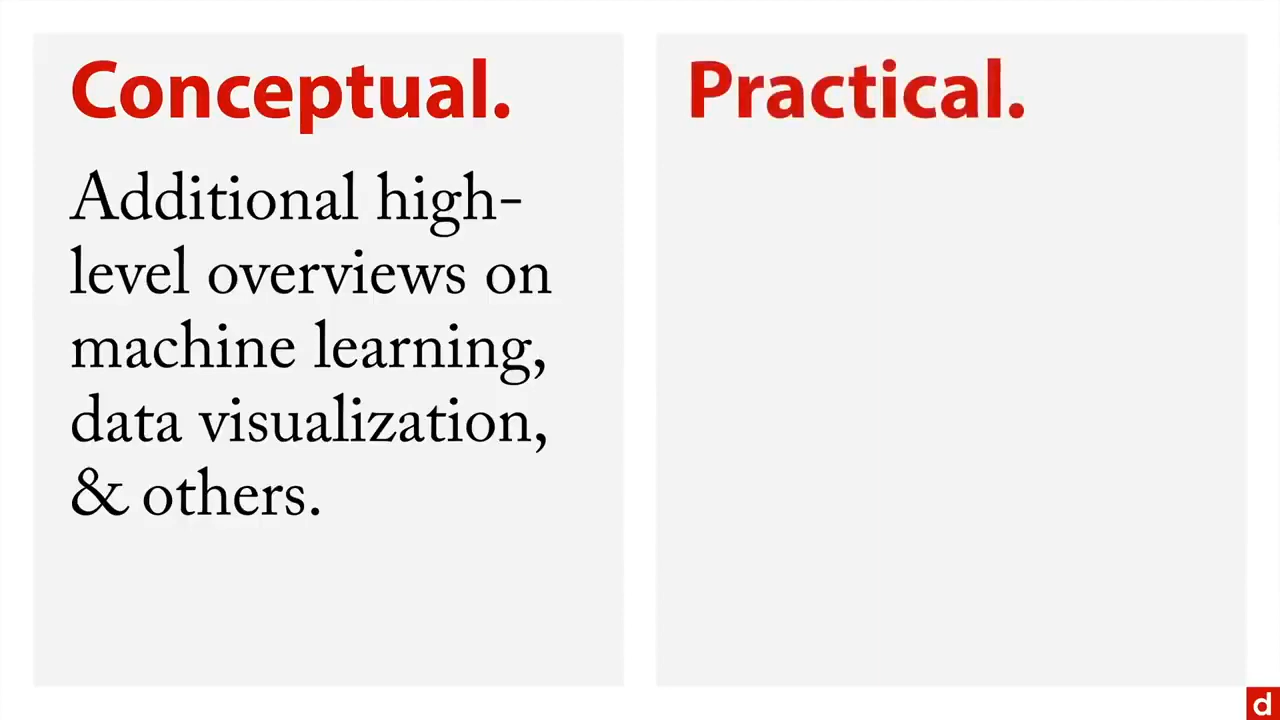 Conceptual.
Additional high-
level overviews on
machine learning,
data visualization,
& others.
Practical.
d